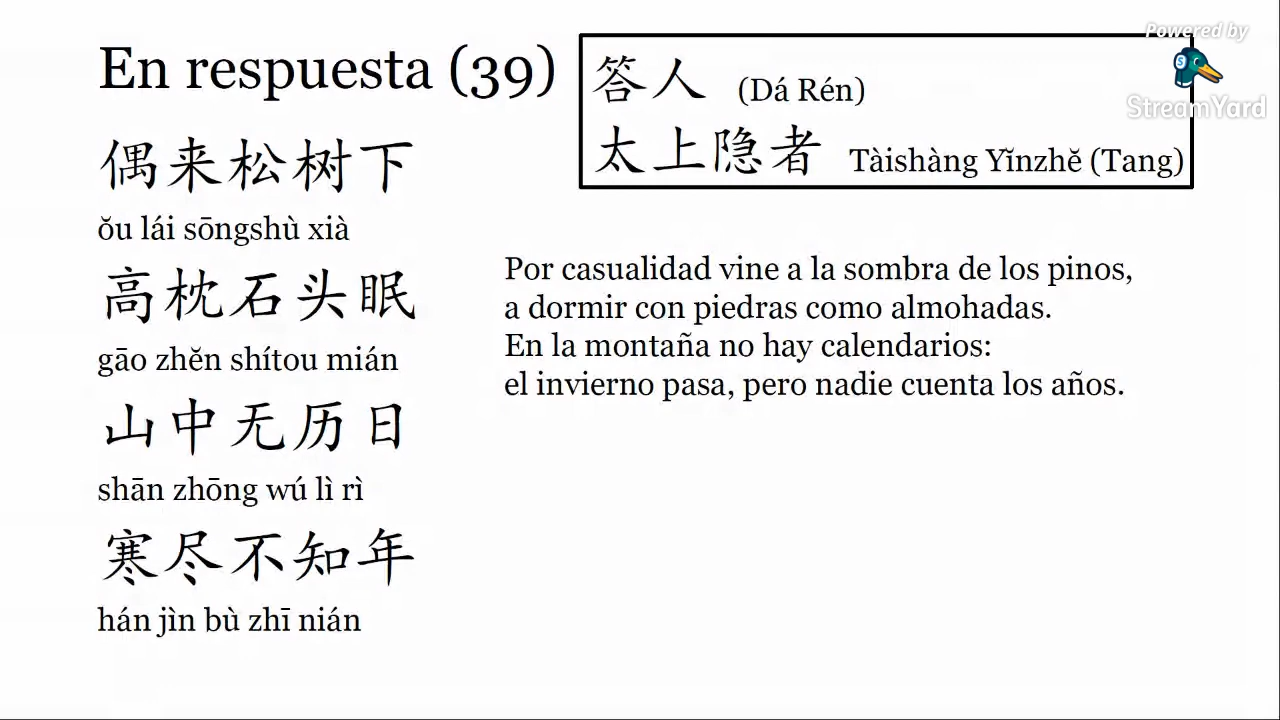 En respuesta (39)
答人 (Dá Rén)
太上隐者 Tàishàng Yĭnzhĕ (Tang)
Powered by
StreamYard
偶来松树下
ŏu lái sōngshù xià
高枕石头眠
gāo zhĕn shítou mián
山中无历日
shān zhōng wú lì rì
寒尽不知年
hán jìn bù zhī nián
Por casualidad vine a la sombra de los pinos,
a dormir con piedras como almohadas.
En la montaña no hay calendarios:
el invierno pasa, pero nadie cuenta los años.